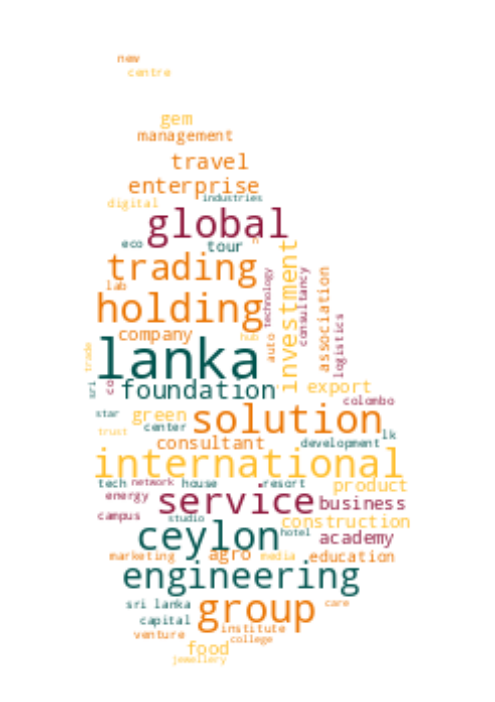 new
centre
gem
management
travel
enterprise
digital industries
global
eco tour h
trading
lab
holding
investment
technology
consultancy
association
logistics
company hub
auto
trade
lanka
sri co
foundation export
colombo
star green solution
trust center lk
consultant development
international
tech network house resort product
energy service business
campus studio construction
ceylon hotel academy
marketing agro media education
engineering
sri lanka group care
capital
venture institute
college
food
jewellery